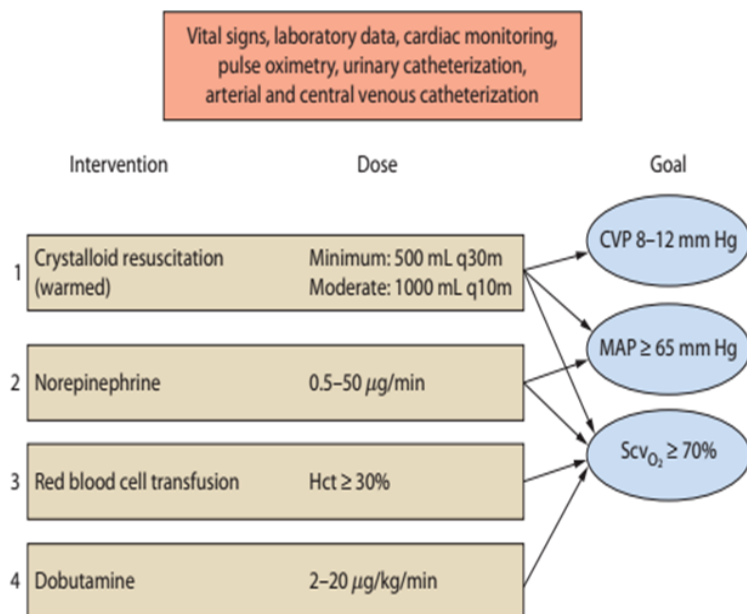 Vital signs, laboratory data, cardiac monitoring,
pulse oximetry, urinary catheterization,
arterial and central venous catheterization
Intervention Dose Goal
CVP 8–12 mm Hg
1 Crystalloid resuscitation (warmed) Minimum: 500 mL q30m
Moderate: 1000 mL q10m
MAP ≥ 65 mm Hg
2 Norepinephrine 0.5–50 μg/min
ScvO₂ ≥ 70%
3 Red blood cell transfusion Hct ≥ 30%
4 Dobutamine 2–20 μg/kg/min